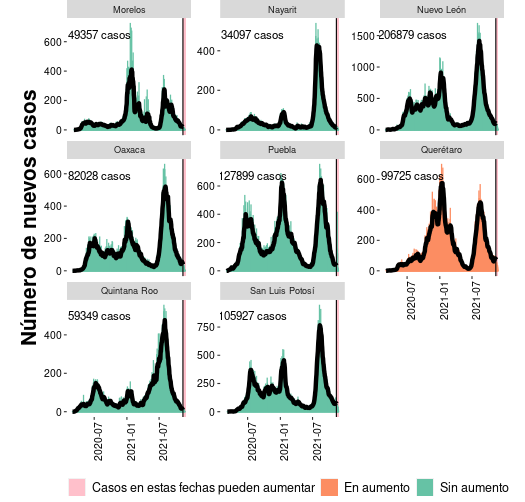 Número de nuevos casos
Morelos
49357 casos
600
400
200
0
Nayarit
34097 casos
400
200
0
Nuevo León
206879 casos
1500
1000
500
0
Oaxaca
82028 casos
600
400
200
0
Puebla
127899 casos
600
400
200
0
Querétaro
99725 casos
600
400
200
0
2020-07
2021-01
2021-07
Quintana Roo
59349 casos
400
200
0
2020-07
2021-01
2021-07
San Luis Potosí
105927 casos
750
500
250
0
2020-07
2021-01
2021-07
Casos en estas fechas pueden aumentar
En aumento
Sin aumento